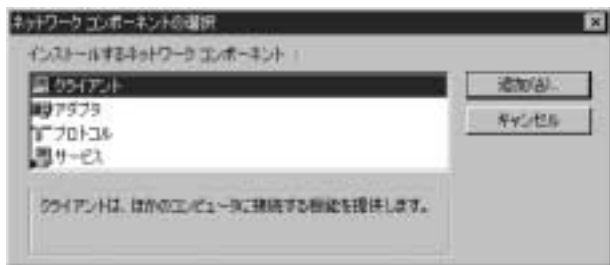 ネットワーク コンポーネントの選択
インストールするネットワーク コンポーネント :
クライアント
アダプタ
プロトコル
サービス
追加(A)...
キャンセル
クライアントは、ほかのコンピュータに接続する機能を提供します。